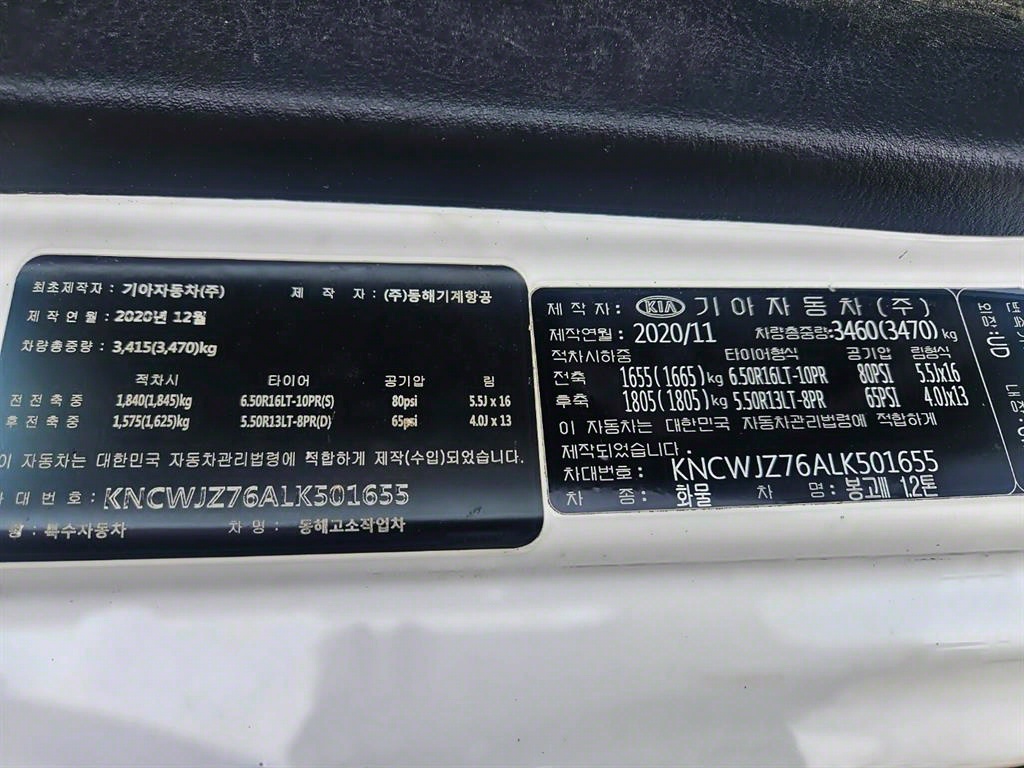 최초제작자 : 기아자동차(주) 제 작 자 : (주)동해기계항공
제 작 연 월 : 2020년 12월
차량총중량 : 3,415(3,470)kg
적차시 타이어 공기압 림
전 전 축 중 1,840(1,845)kg 6.50R16LT-10PR(S) 80psi 5.5J x 16
후 전 축 중 1,575(1,625)kg 5.50R13LT-8PR(D) 65psi 4.0J x 13
이 자동차는 대한민국 자동차관리법령에 적합하게 제작(수입)되었습니다.
차 대 번 호 : KNCWJZ76ALK501655
: 특수자동차 차 명 : 동해고소작업차
제 작 자 : KIA 기아자동차(주)
제작연월 : 2020/11 차량총중량:3460(3470) kg
적차시하중 타이어형식 공기압 림형식
전축 1655(1665) kg 6.50R16LT-10PR 80PSI 5.5Jx16
후축 1805(1805) kg 5.50R13LT-8PR 65PSI 4.0Jx13
이 자동차는 대한민국 자동차관리법령에 적합하게
제작되었습니다.
차대번호 : KNCWJZ76ALK501655
차 종 : 화물 차 명 : 봉고Ⅲ 1.2톤
외장:UD